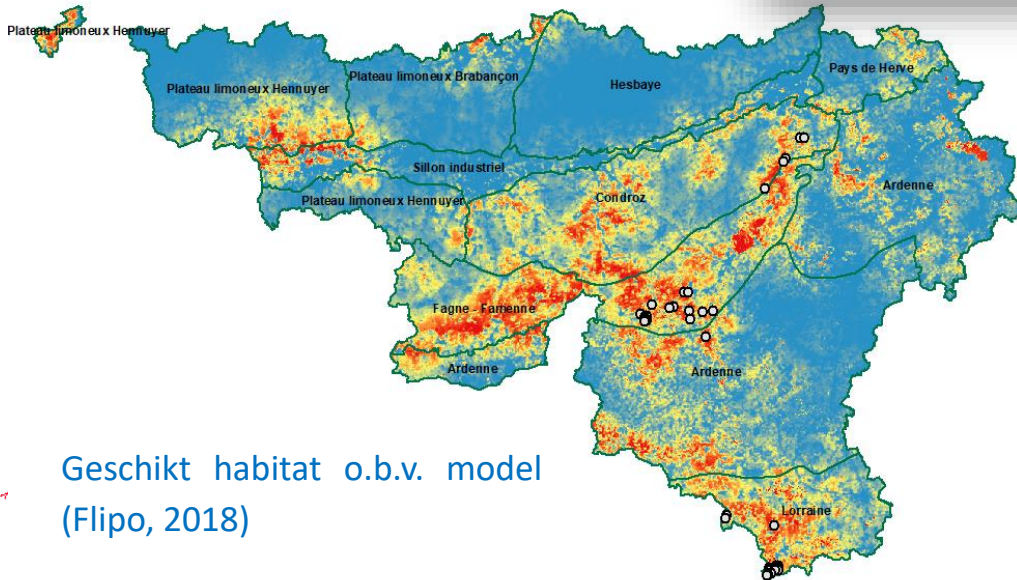 Plateau limoneux Hennuyer
Plateau limoneux Brabançon
Plateau limoneux Hennuyer
Hesbaye
Pays de Herve
Sillon industriel
Ardenne
Plateau limoneux Hennuyer
Condroz
Fagne - Famenne
Ardenne
Ardenne
Lorraine
Geschikt habitat o.b.v. model
(Flipo, 2018)